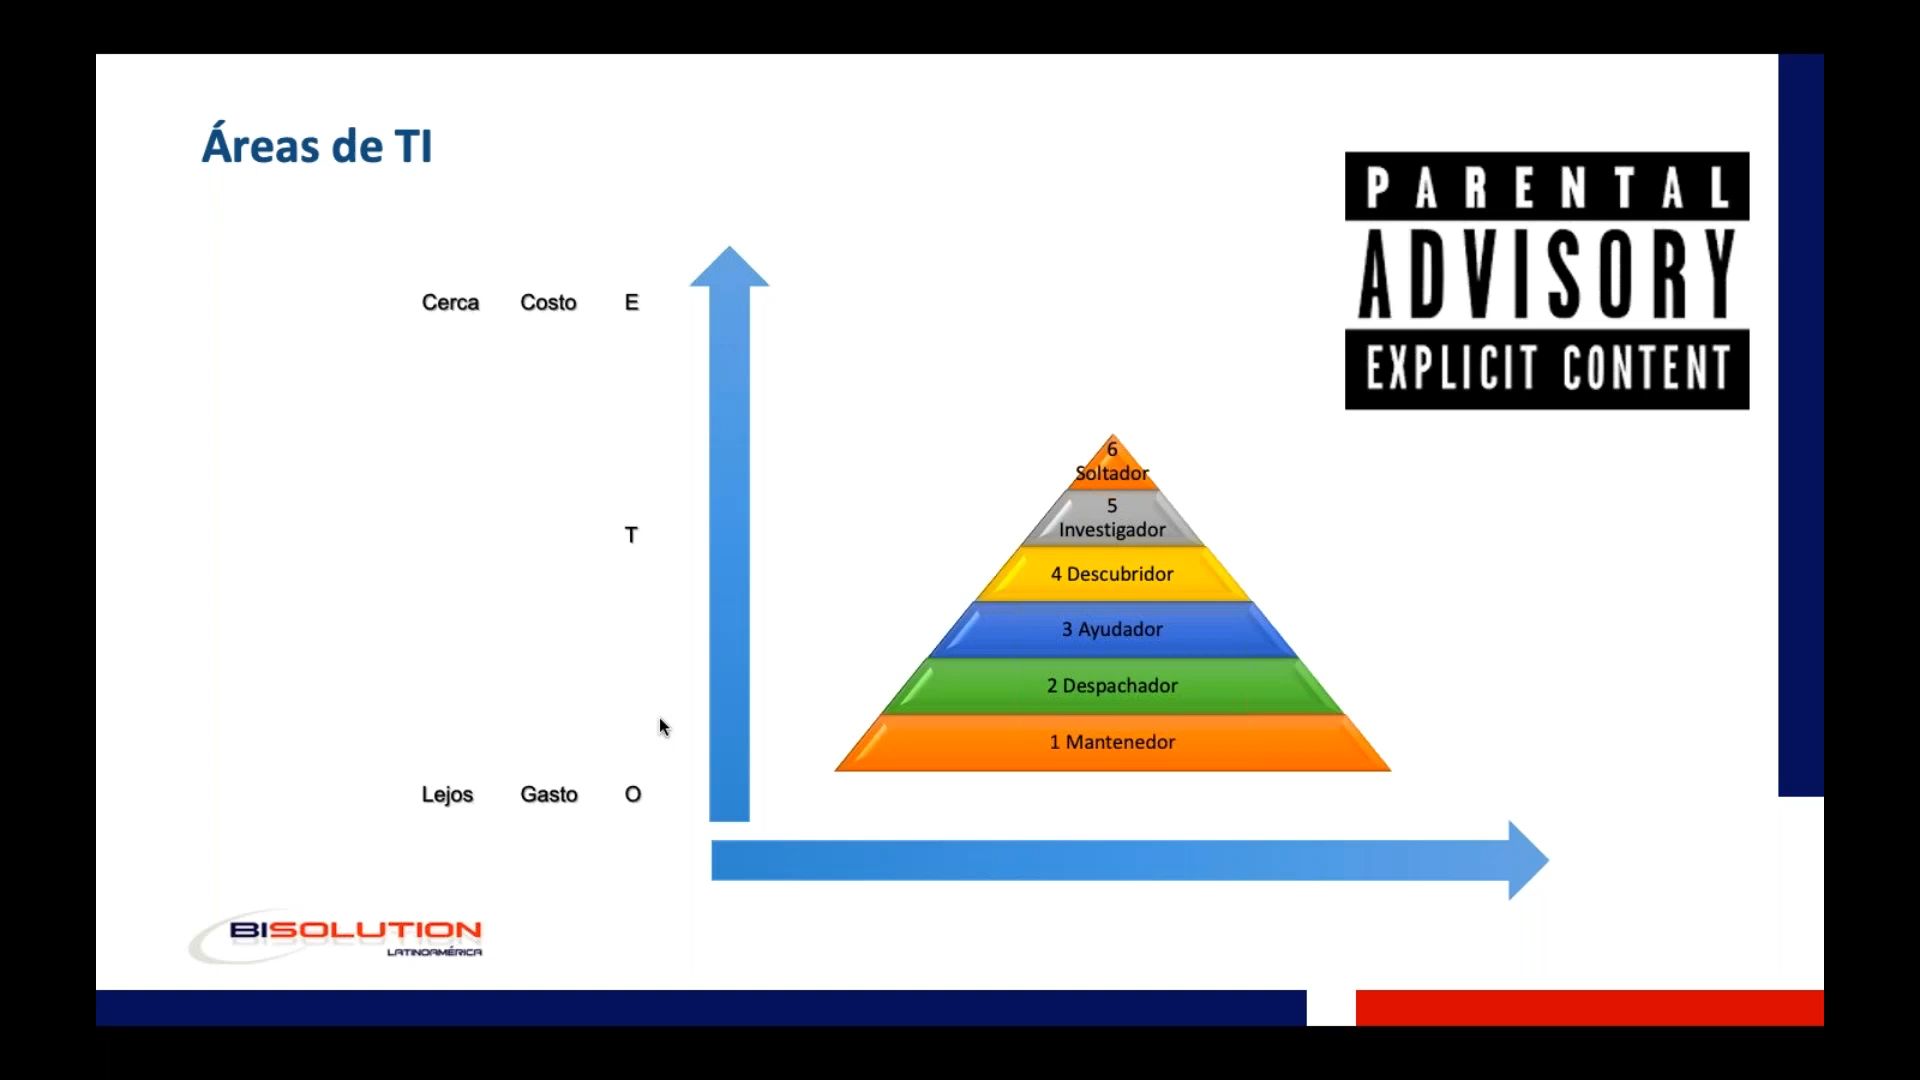 Áreas de TI
PARENTAL
ADVISORY
EXPLICIT CONTENT
Cerca Costo E
T
Lejos Gasto O
6
Soltador
5
Investigador
4 Descubridor
3 Ayudador
2 Despachador
1 Mantenedor
BISOLUTION
LATINOAMÉRICA